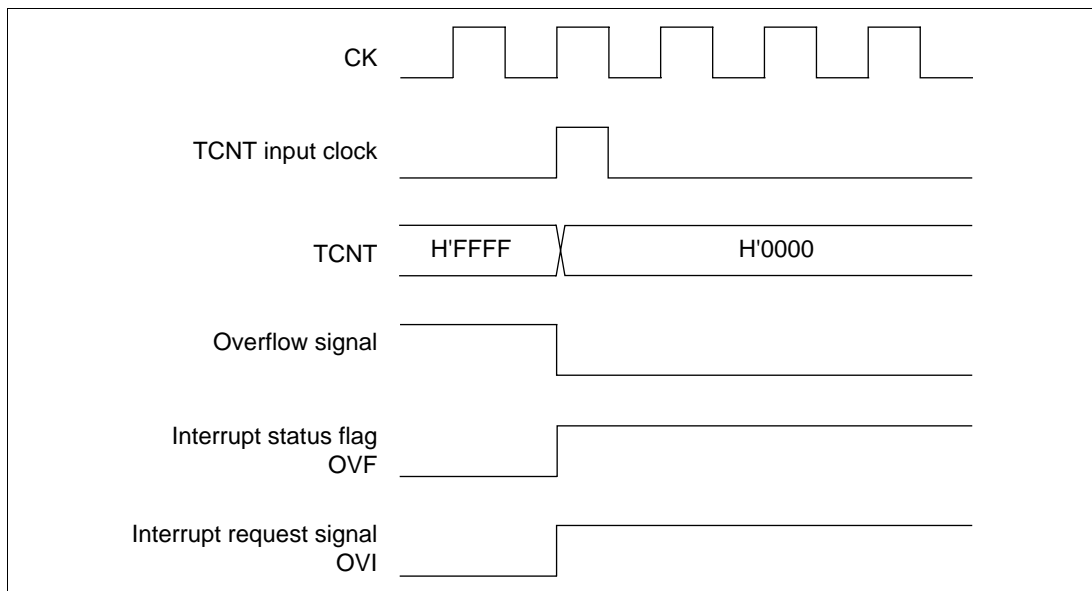 CK
TCNT input clock
TCNT
H'FFFF
H'0000
Overflow signal
Interrupt status flag
OVF
Interrupt request signal
OVI